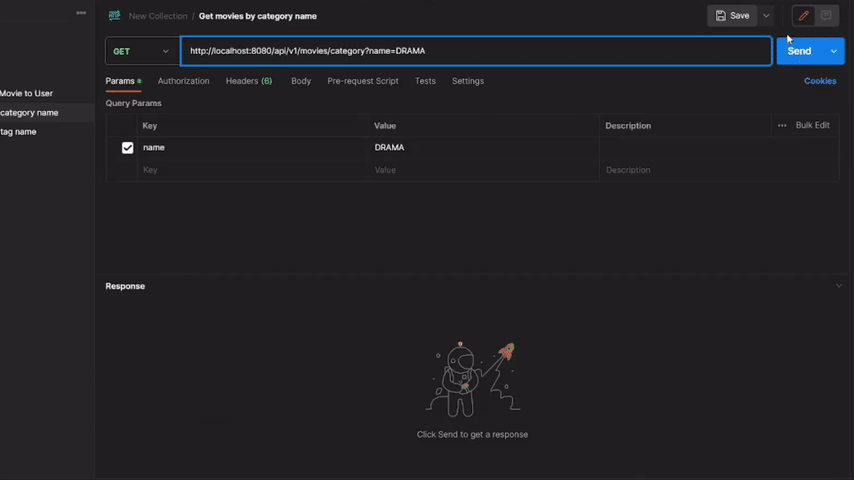 New Collection / Get movies by category name
Save
GET
http://localhost:8080/api/v1/movies/category?name=DRAMA
Send
Params Authorization Headers (6) Body Pre-request Script Tests Settings Cookies
Movie to User
category name
tag name
Query Params
Key Value Description ••• Bulk Edit
name DRAMA
Key Value Description
Response
Click Send to get a response